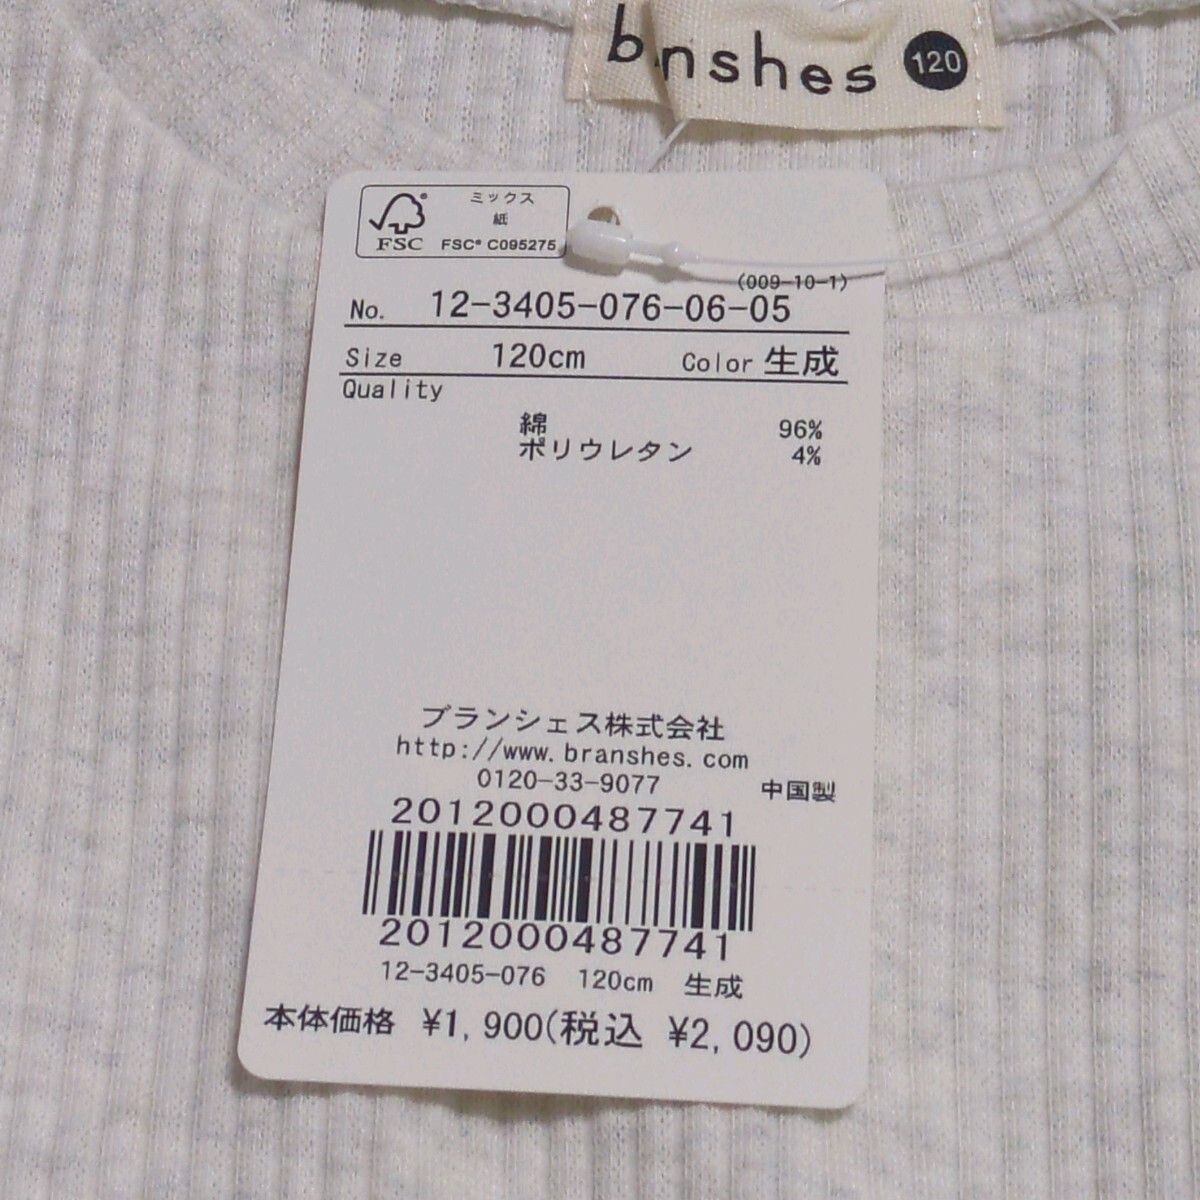 bnshes 120
ミックス
紙
FSC
FSC® C095275
(009-10-1)
No. 12-3405-076-06-05
Size 120cm Color 生成
Quality
綿 96%
ポリウレタン 4%
ブランシェス株式会社
http://www.branshes.com
0120-33-9077 中国製
2012000487741
2012000487741
12-3405-076 120cm 生成
本体価格 ¥1,900(税込 ¥2,090)